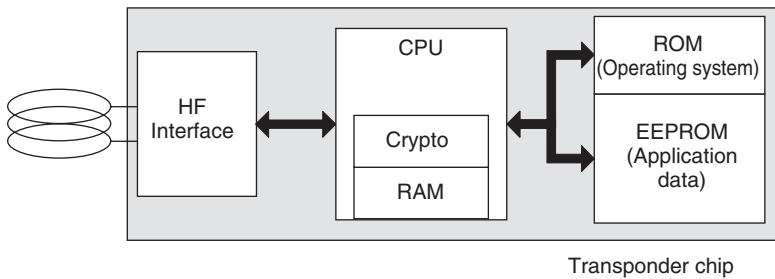 HF
Interface
CPU
Crypto
RAM
ROM
(Operating system)
EEPROM
(Application
data)
Transponder chip